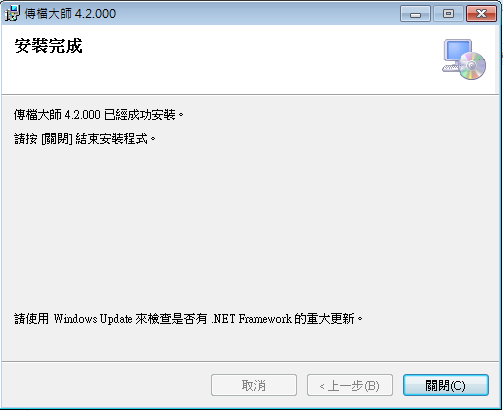 傳檔大師 4.2.000
安裝完成
傳檔大師 4.2.000 已經成功安裝。
請按 [關閉] 結束安裝程式。
請使用 Windows Update 來檢查是否有 .NET Framework 的重大更新。
取消
< 上一步(B)
關閉(C)